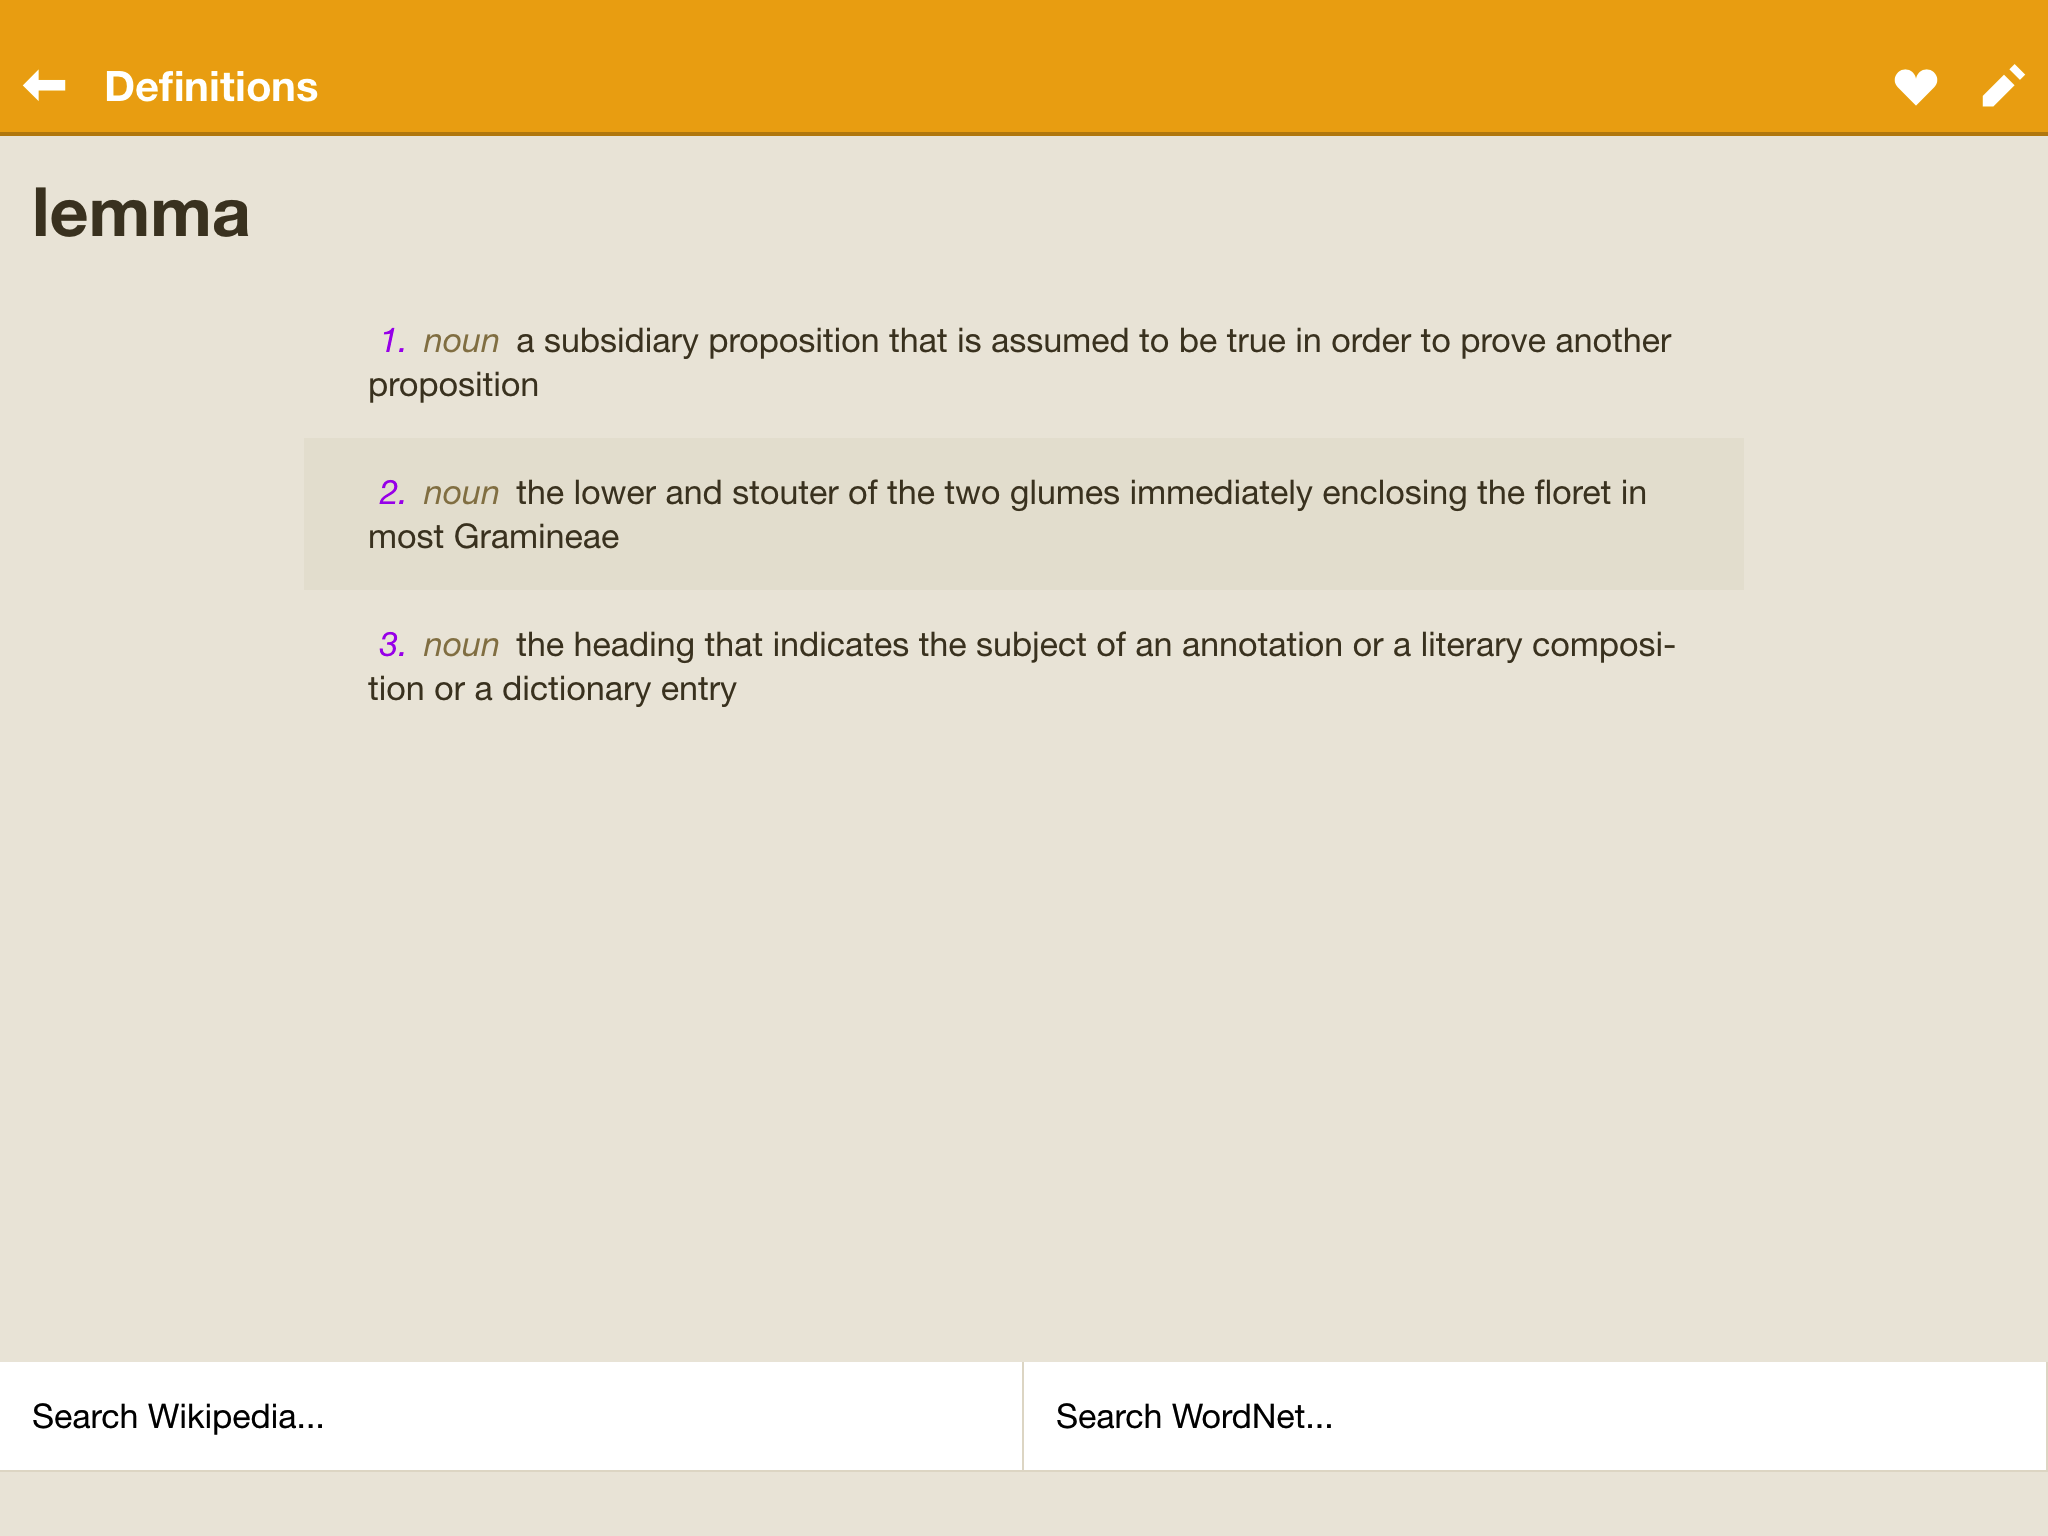 Definitions
lemma
1. noun a subsidiary proposition that is assumed to be true in order to prove another
proposition
2. noun the lower and stouter of the two glumes immediately enclosing the floret in
most Gramineae
3. noun the heading that indicates the subject of an annotation or a literary composi-
tion or a dictionary entry
Search Wikipedia...
Search WordNet...